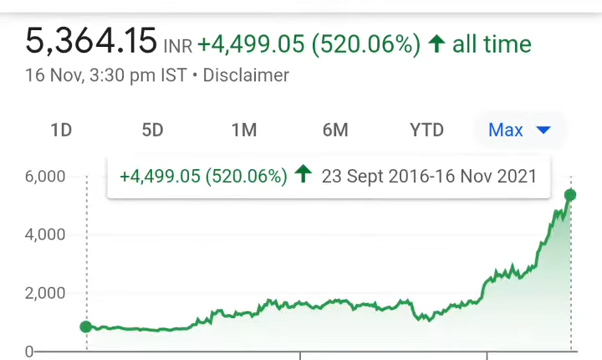 5,364.15 INR +4,499.05 (520.06%) ↑ all time
16 Nov, 3:30 pm IST • Disclaimer
1D 5D 1M 6M YTD Max
+4,499.05 (520.06%) ↑ 23 Sept 2016-16 Nov 2021
6,000
4,000
2,000
0